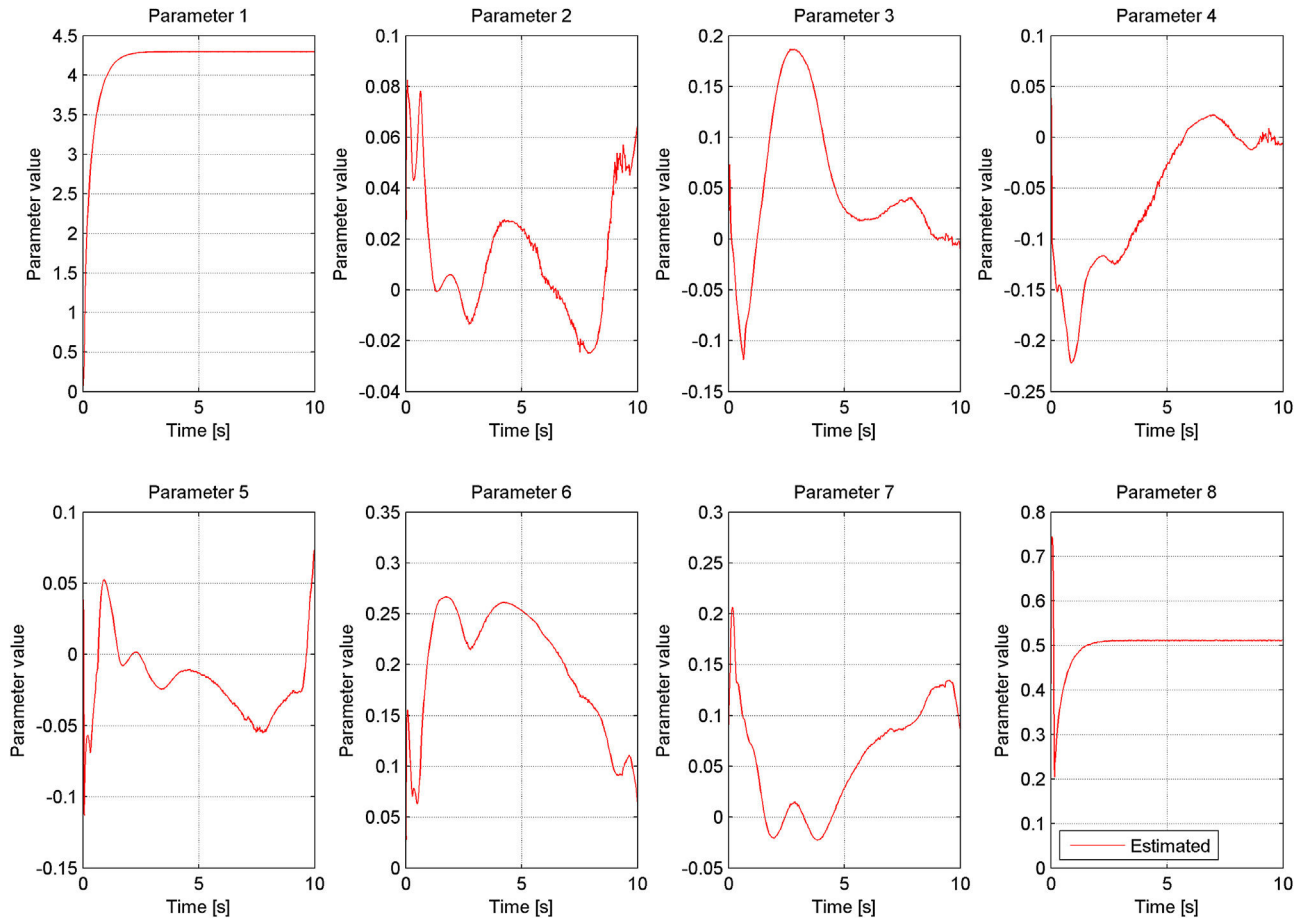 Parameter 1
Parameter value
4.5
4
3.5
3
2.5
2
1.5
1
0.5
0
0 5 10
Time [s]
Parameter 2
Parameter value
0.1
0.08
0.06
0.04
0.02
0
-0.02
-0.04
0 5 10
Time [s]
Parameter 3
Parameter value
0.2
0.15
0.1
0.05
0
-0.05
-0.1
-0.15
0 5 10
Time [s]
Parameter 4
Parameter value
0.1
0.05
0
-0.05
-0.1
-0.15
-0.2
-0.25
0 5 10
Time [s]
Parameter 5
Parameter value
0.1
0.05
0
-0.05
-0.1
-0.15
0 5 10
Time [s]
Parameter 6
Parameter value
0.35
0.3
0.25
0.2
0.15
0.1
0.05
0
0 5 10
Time [s]
Parameter 7
Parameter value
0.3
0.25
0.2
0.15
0.1
0.05
0
-0.05
0 5 10
Time [s]
Parameter 8
Parameter value
0.8
0.7
0.6
0.5
0.4
0.3
0.2
0.1
0
Estimated
0 5 10
Time [s]